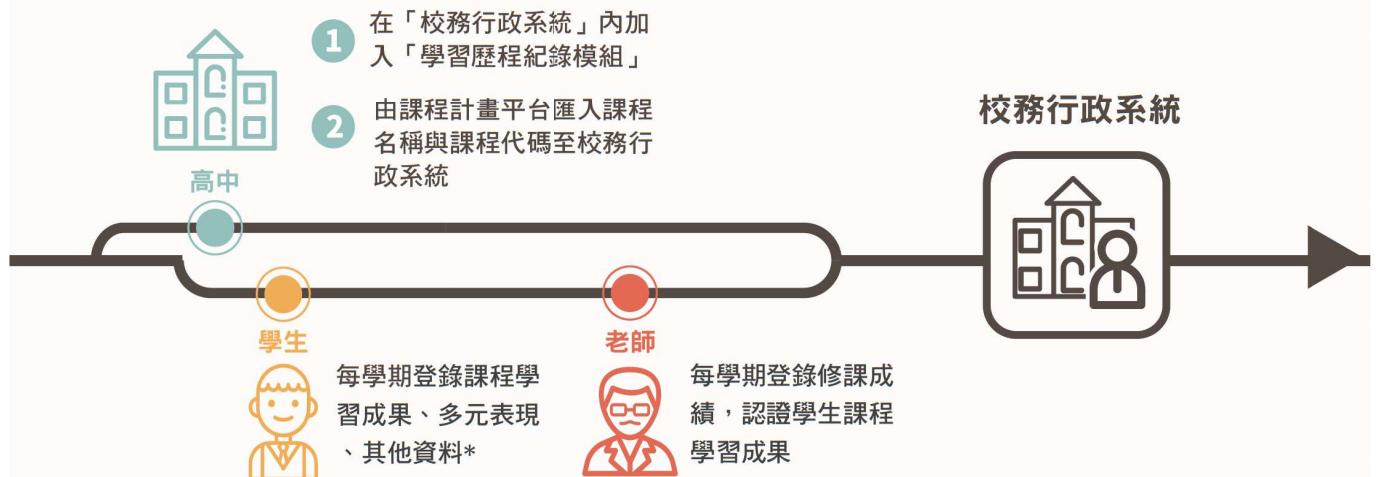 1 在「校務行政系統」內加
入「學習歷程紀錄模組」
2 由課程計畫平台匯入課程
名稱與課程代碼至校務行
政系統
高中
校務行政系統
學生
每學期登錄課程學
習成果、多元表現
、其他資料*
老師
每學期登錄修課成
績，認證學生課程
學習成果